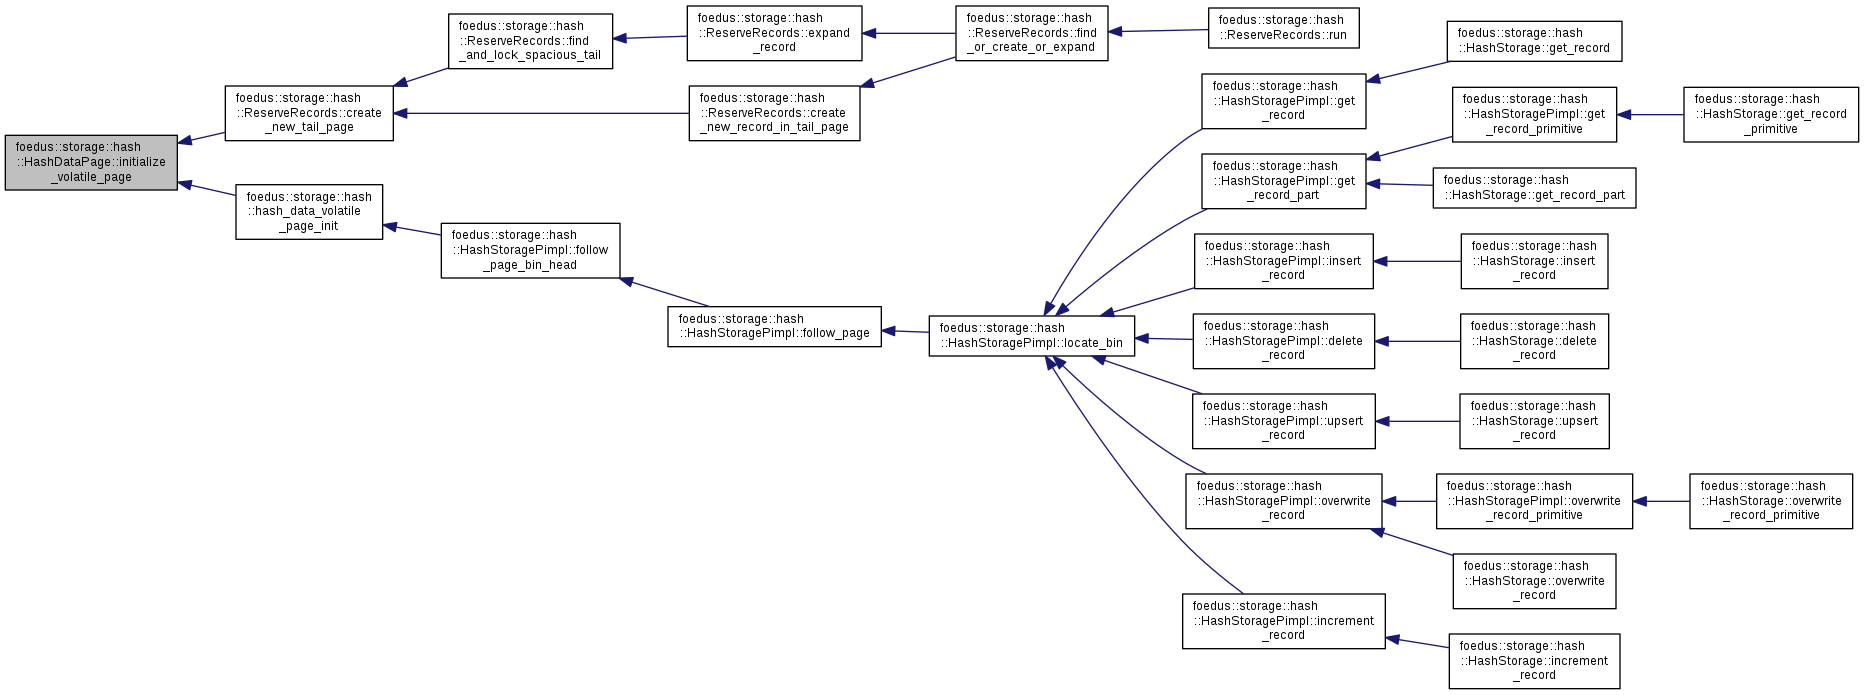 foedus::storage::hash
::HashDataPage::initialize
_volatile_page
foedus::storage::hash
::ReserveRecords::create
_new_tail_page
foedus::storage::hash
::hash_data_volatile
_page_init
foedus::storage::hash
::ReserveRecords::find
_and_lock_spacious_tail
foedus::storage::hash
::ReserveRecords::expand
_record
foedus::storage::hash
::ReserveRecords::create
_new_record_in_tail_page
foedus::storage::hash
::ReserveRecords::find
_or_create_or_expand
foedus::storage::hash
::ReserveRecords::run
foedus::storage::hash
::HashStoragePimpl::follow
_page_bin_head
foedus::storage::hash
::HashStoragePimpl::follow_page
foedus::storage::hash
::HashStoragePimpl::locate_bin
foedus::storage::hash
::HashStoragePimpl::get
_record
foedus::storage::hash
::HashStorage::get_record
foedus::storage::hash
::HashStoragePimpl::get
_record_part
foedus::storage::hash
::HashStoragePimpl::get
_record_primitive
foedus::storage::hash
::HashStorage::get_record
_primitive
foedus::storage::hash
::HashStorage::get_record_part
foedus::storage::hash
::HashStoragePimpl::insert
_record
foedus::storage::hash
::HashStorage::insert
_record
foedus::storage::hash
::HashStoragePimpl::delete
_record
foedus::storage::hash
::HashStorage::delete
_record
foedus::storage::hash
::HashStoragePimpl::upsert
_record
foedus::storage::hash
::HashStorage::upsert
_record
foedus::storage::hash
::HashStoragePimpl::overwrite
_record
foedus::storage::hash
::HashStoragePimpl::overwrite
_record_primitive
foedus::storage::hash
::HashStorage::overwrite
_record_primitive
foedus::storage::hash
::HashStorage::overwrite
_record
foedus::storage::hash
::HashStoragePimpl::increment
_record
foedus::storage::hash
::HashStorage::increment
_record